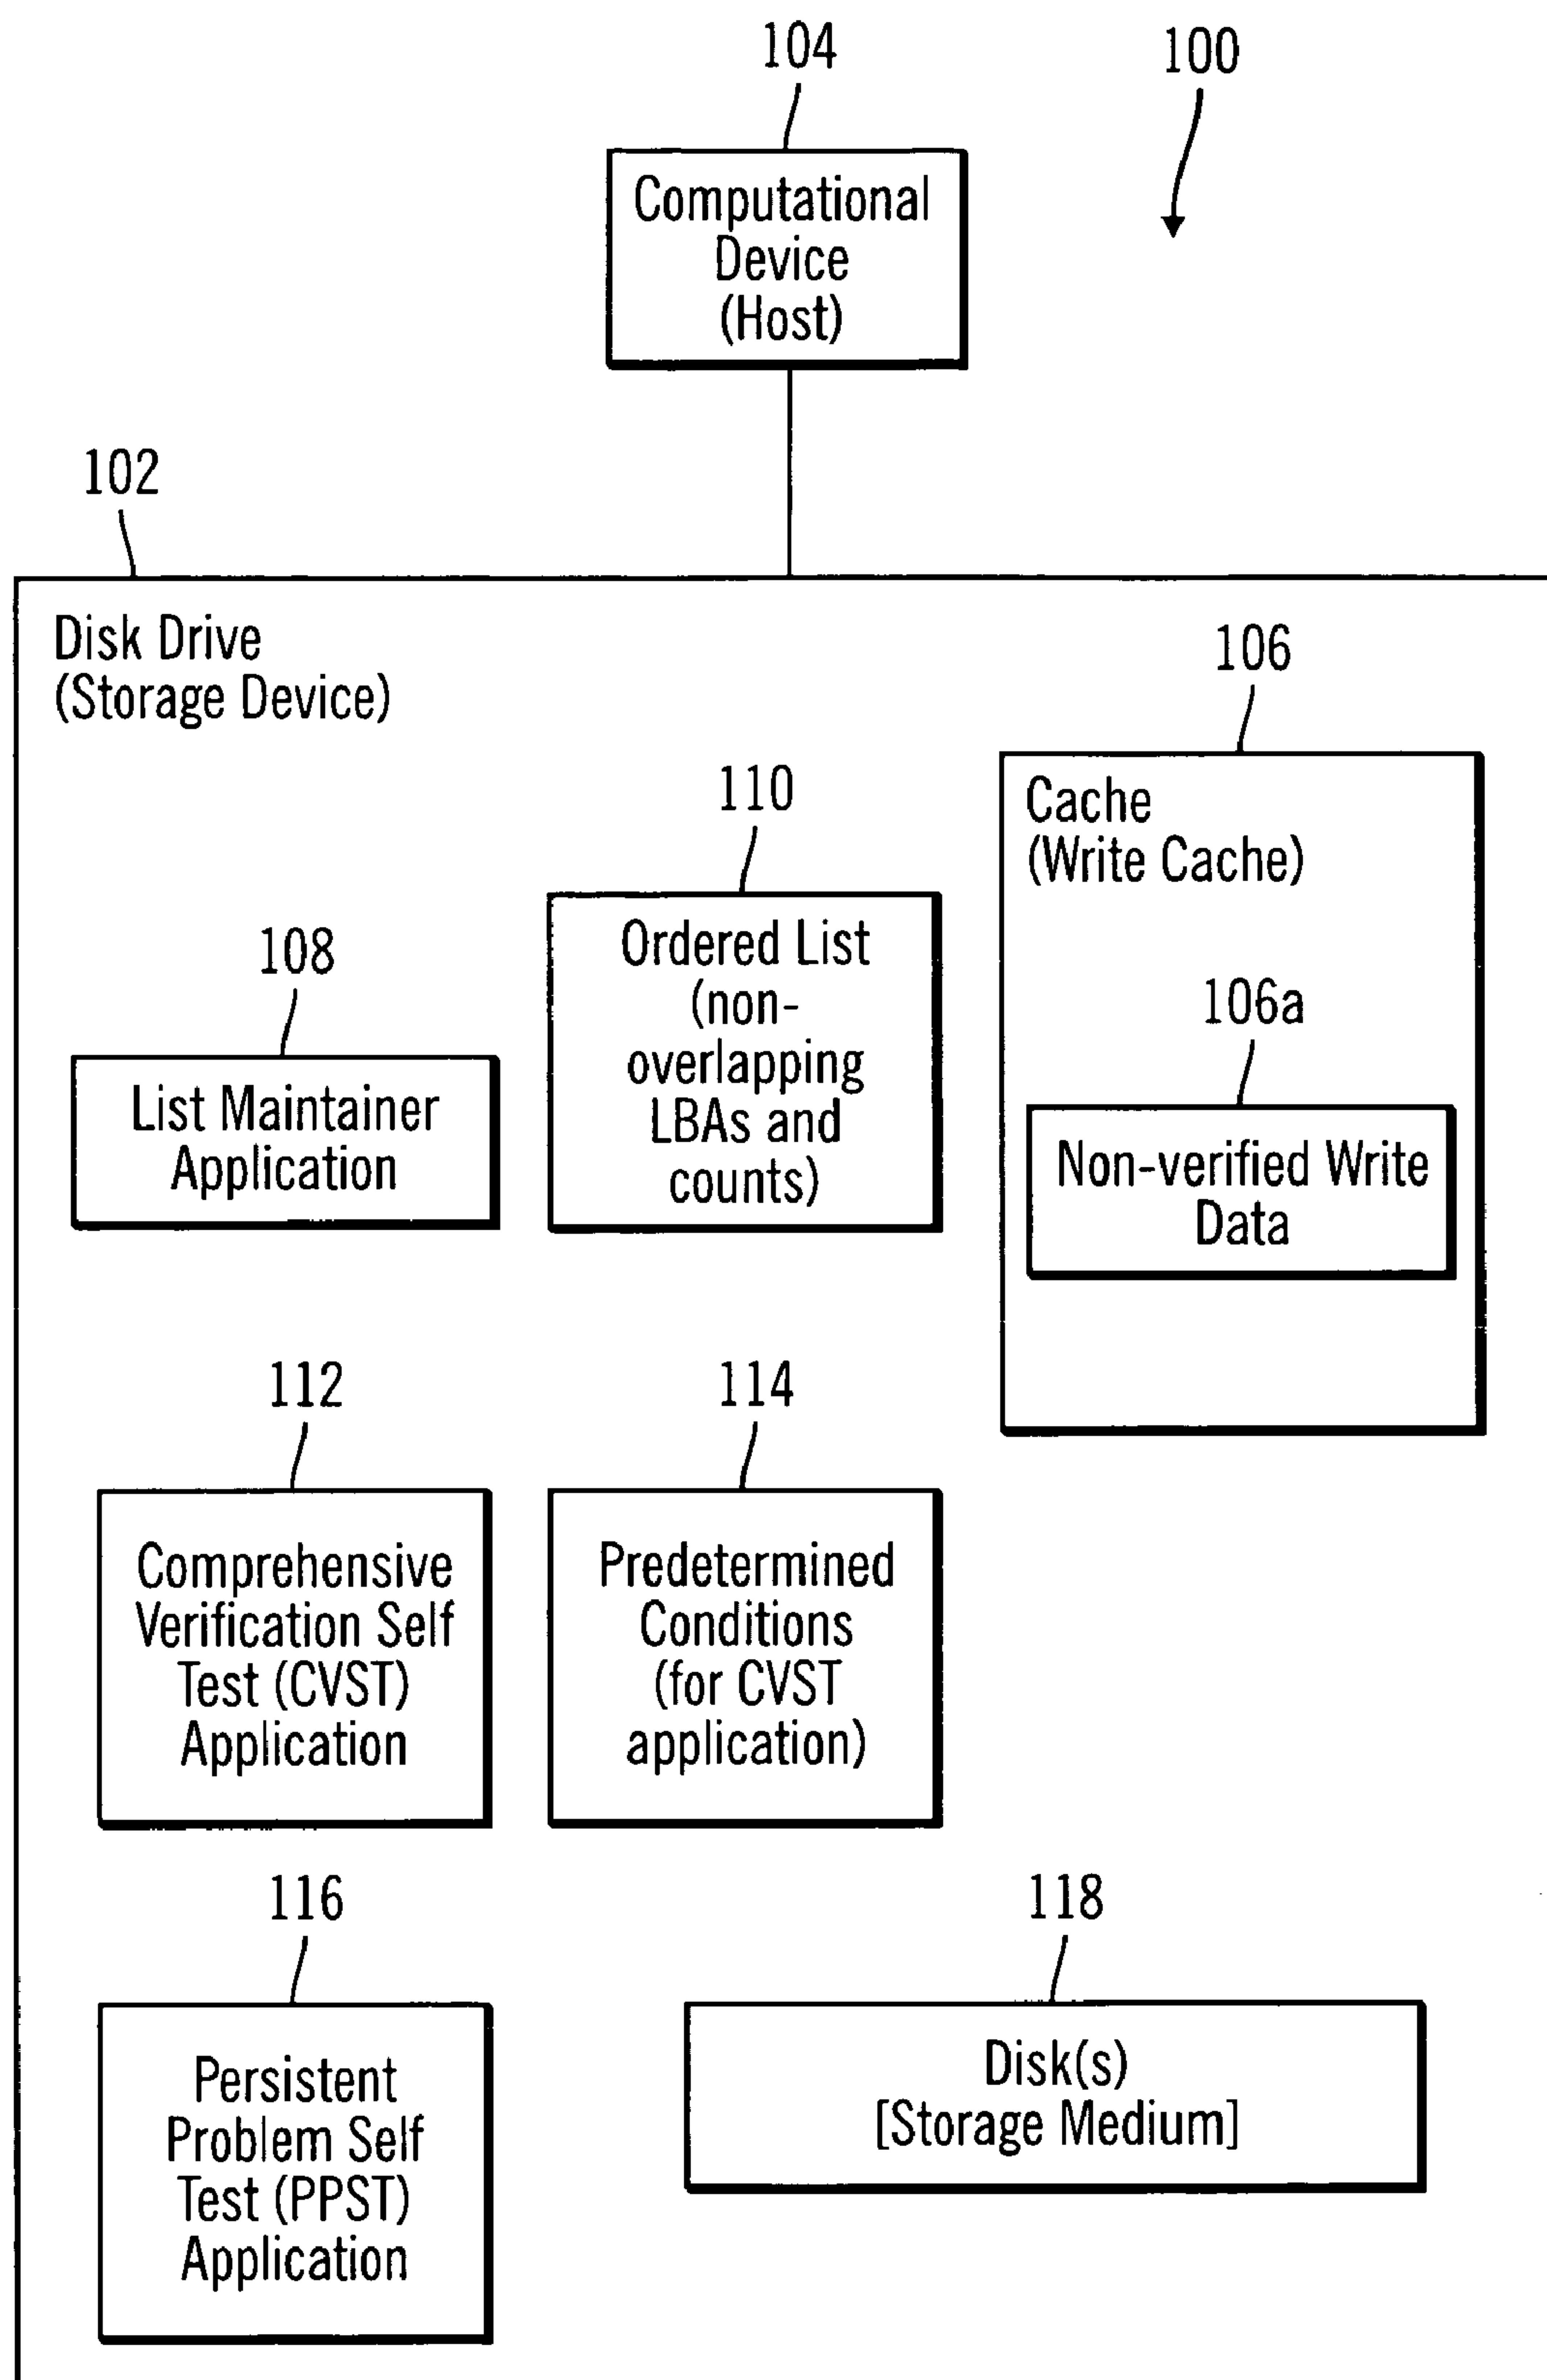 104
100
Computational
Device
(Host)
102
Disk Drive
(Storage Device)
106
Cache
(Write Cache)
110
Ordered List
(non-
overlapping
LBAs and
counts)
108
List Maintainer
Application
106a
Non-verified Write
Data
112
Comprehensive
Verification Self
Test (CVST)
Application
114
Predetermined
Conditions
(for CVST
application)
116
Persistent
Problem Self
Test (PPST)
Application
118
Disk(s)
[Storage Medium]